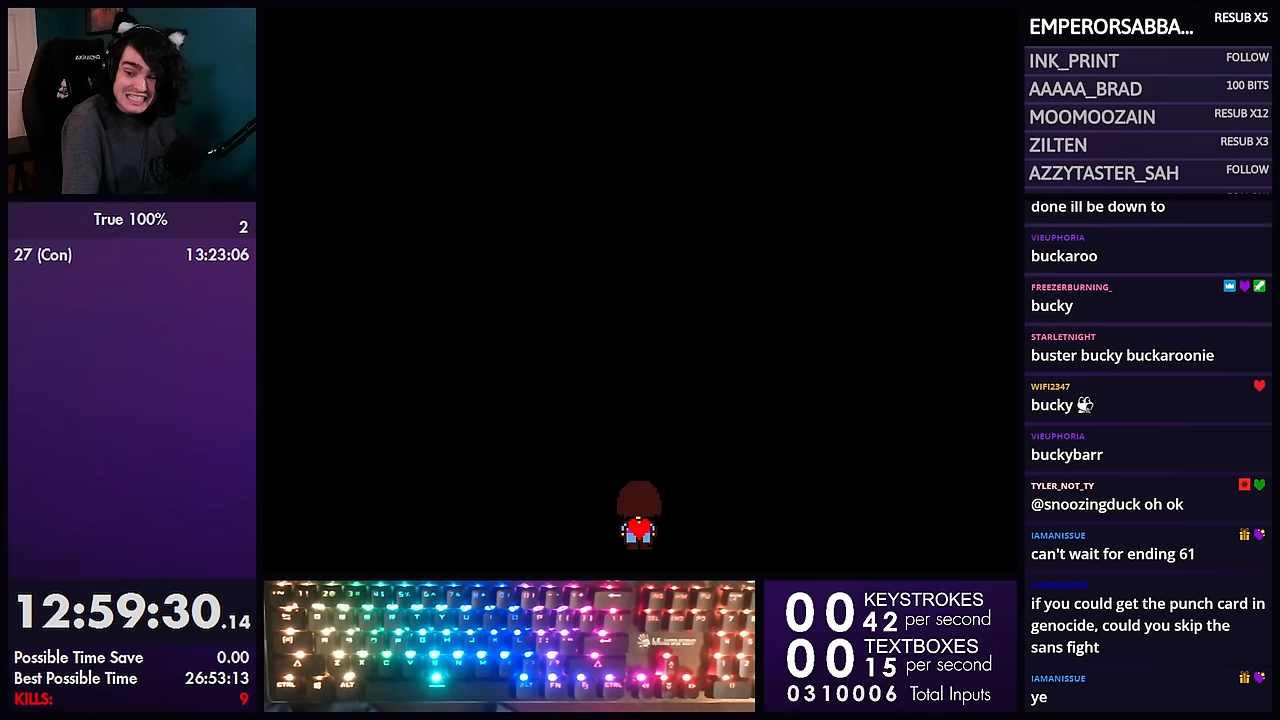 True 100%
2
27 (Con) 13:23:06
12:59:30.14
Possible Time Save 0.00
Best Possible Time 26:53:13
KILLS: 9
00 KEYSTROKES
42 per second
00 TEXTBOXES
15 per second
0310006 Total Inputs
EMPERORSABBA... RESUB X5
INK_PRINT FOLLOW
AAAAA_BRAD 100 BITS
MOOMOOZAIN RESUB X12
ZILTEN RESUB X3
AZZYTASTER_SAH FOLLOW
done ill be down to
VIEUPHORIA
buckaroo
FREEZERBURNING_
bucky
STARLETNIGHT
buster bucky buckaroonie
WIFI2347
bucky
VIEUPHORIA
buckybarr
TYLER_NOT_TY
@snoozingduck oh ok
IAMANISSUE
can't wait for ending 61
if you could get the punch card in
genocide, could you skip the
sans fight
IAMANISSUE
ye